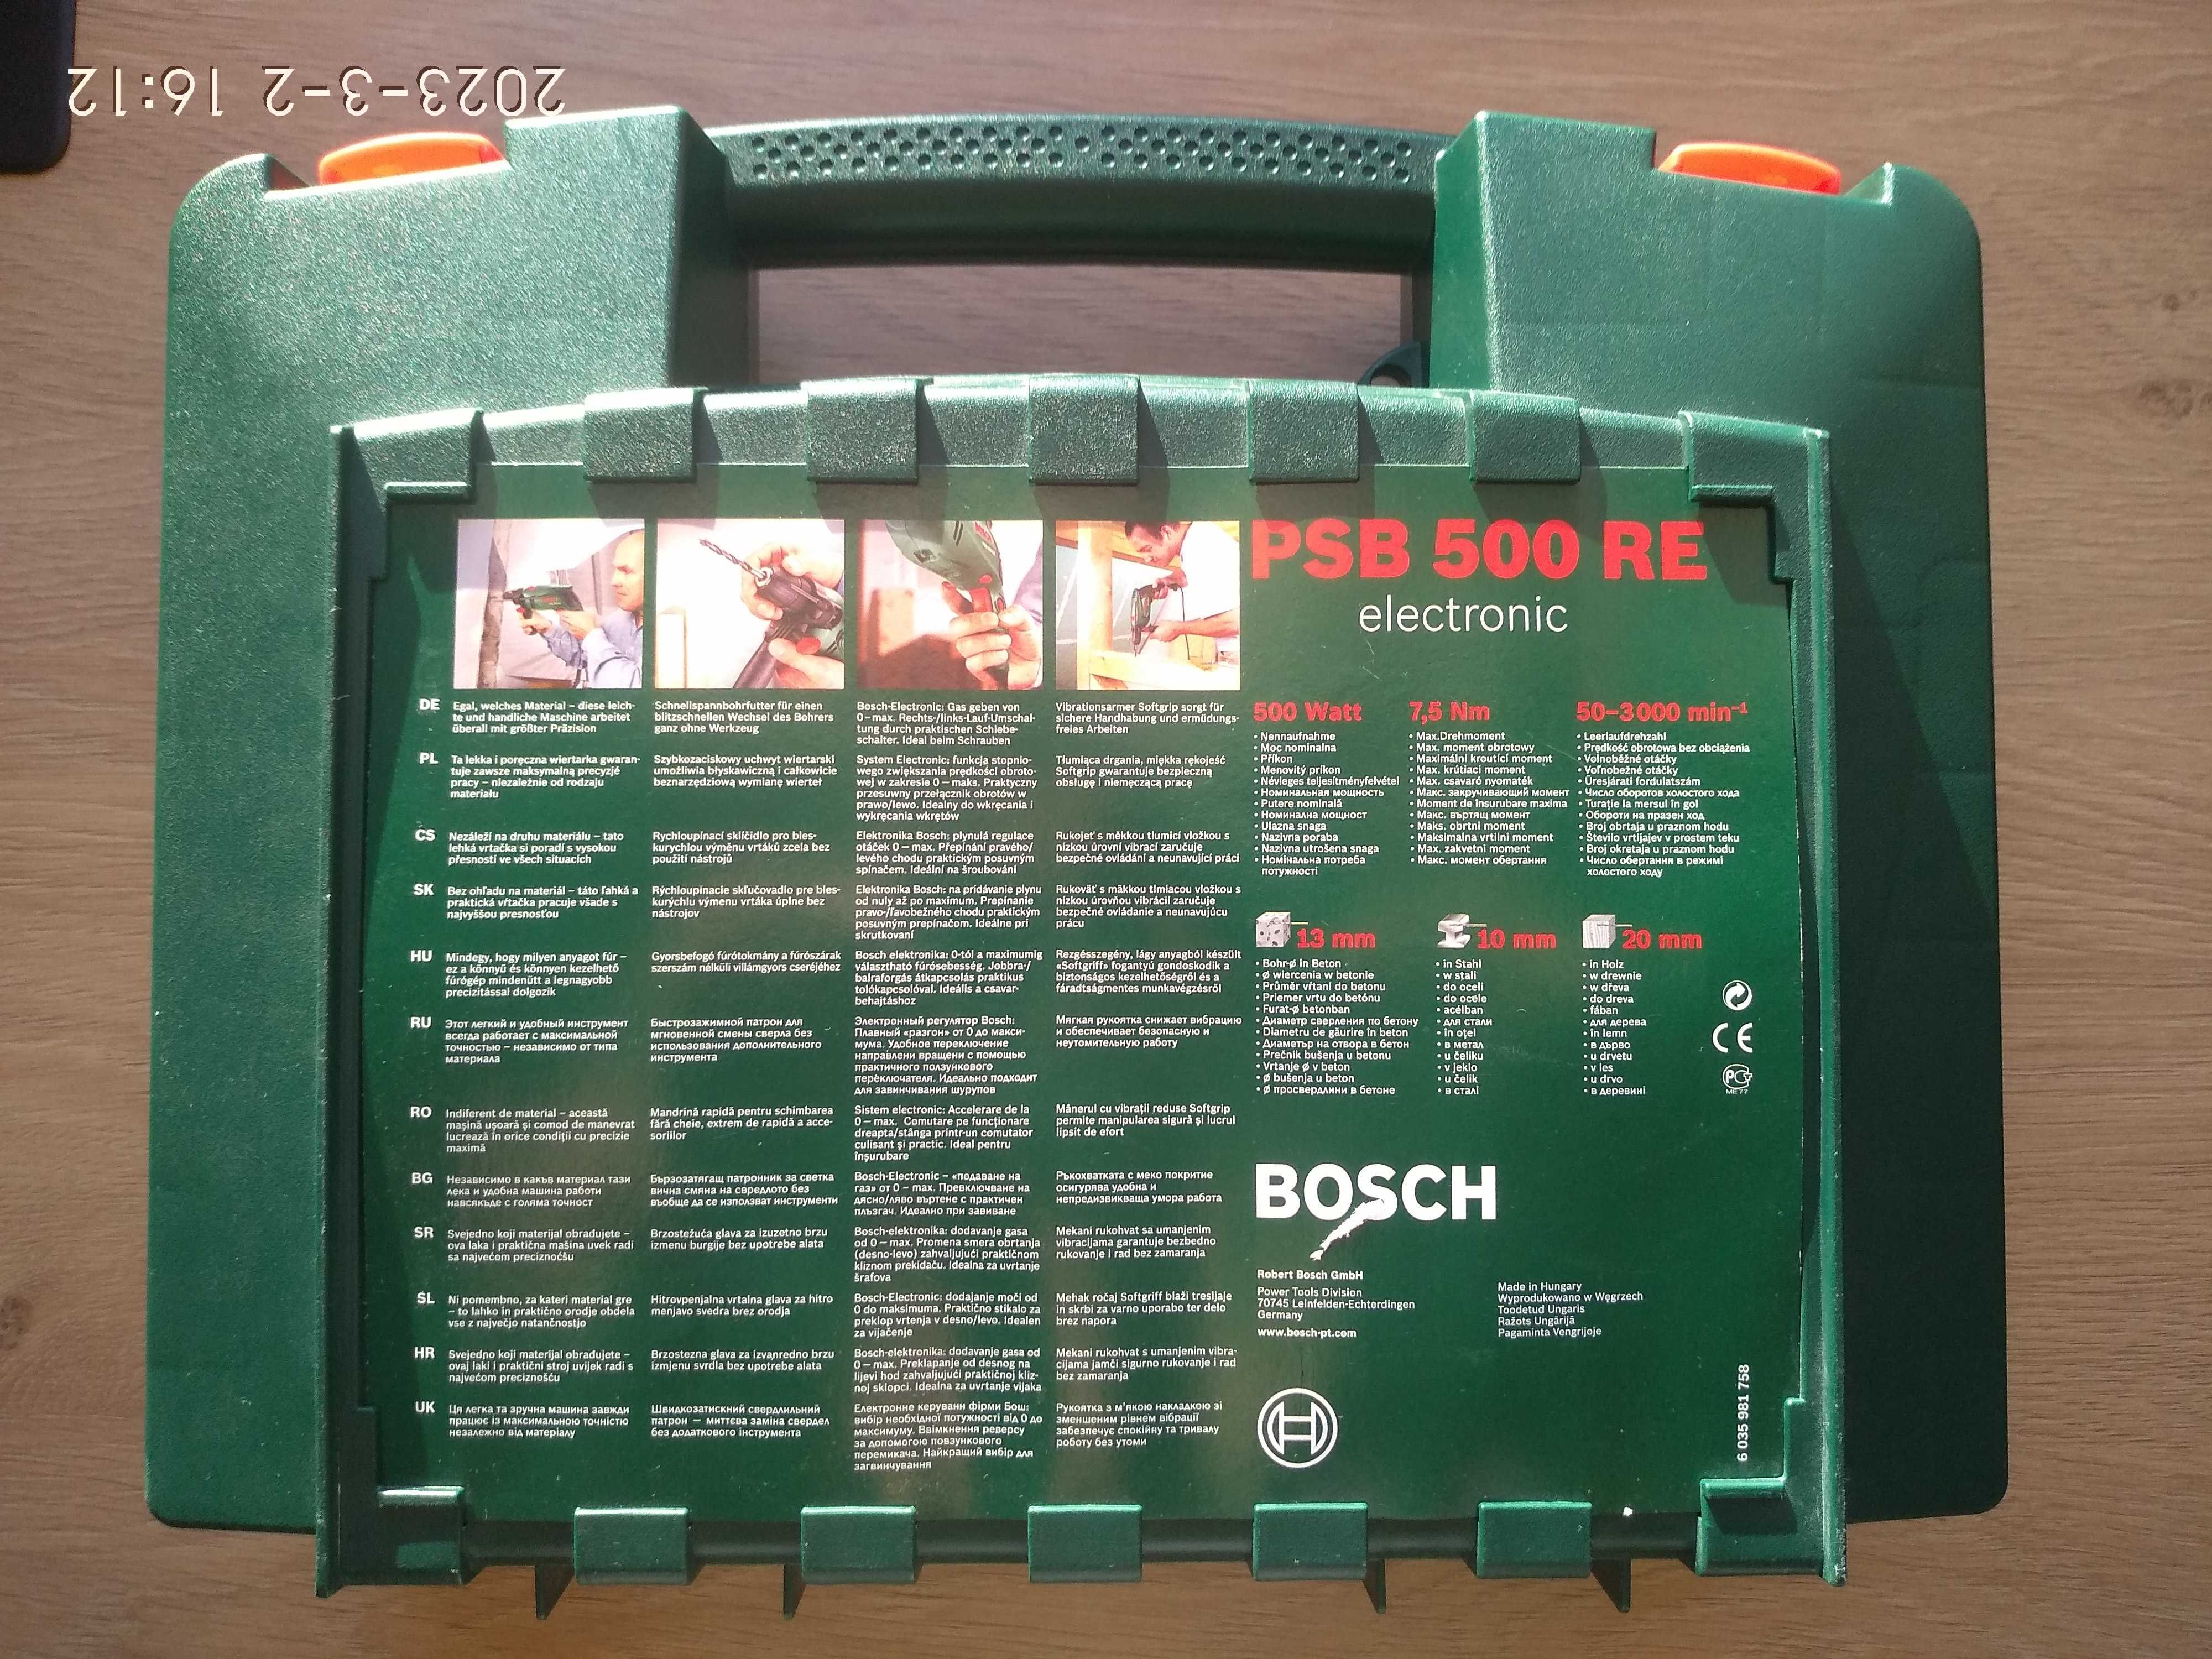 2023-3-2 16:12
PSB 500 RE
electronic
DE
Egal, welches Material – diese leich-
te und handliche Maschine arbeitet
überall mit größter Präzision
Schnellspannbohrfutter für einen
blitzschnellen Wechsel des Bohrers
ganz ohne Werkzeug
Bosch-Electronic: Gas geben von
0–max. Rechts-/links-Lauf-Umschal-
tung durch praktischen Schiebe-
schalter. Ideal beim Schrauben
Vibrationsarmer Softgrip sorgt für
sichere Handhabung und ermüdungs-
freies Arbeiten
PL
Ta lekka i poręczna wiertarka gwaran-
tuje zawsze maksymalną precyzję
pracy – niezależnie od rodzaju
materiału
Szybkozaciskowy uchwyt wiertarski
umożliwia błyskawiczną i całkowicie
beznarzędziową wymianę wierteł
System Electronic: funkcja stopnio-
wego zwiększania prędkości obroto-
wej w zakresie 0 – maks. Praktyczny
przesuwny przełącznik obrotów w
prawo/lewo. Idealny do wkręcania i
wykręcania wkrętów
Tłumiąca drgania, miękka rękojeść
Softgrip gwarantuje bezpieczną
obsługę i niemęczącą pracę
CS
Nezáleží na druhu materiálu – tato
lehká vrtačka si poradí s vysokou
přesností ve všech situacích
Rychloupínací sklíčidlo pro bles-
kurychlou výměnu vrtáků zcela bez
použití nástrojů
Elektronika Bosch: plynulá regulace
otáček 0 – max. Přepínání pravého/
levého chodu praktickým posuvným
spínačem. Ideální na šroubování
Rukojeť s měkkou tlumicí vložkou s
nízkou úrovní vibrací zaručuje
bezpečné ovládání a neunavující práci
SK
Bez ohľadu na materiál – táto ľahká a
praktická vŕtačka pracuje všade s
najvyššou presnosťou
Rýchloupínacie skľučovadlo pre bles-
kurýchlu výmenu vrtáka úplne bez
nástrojov
Elektronika Bosch: na pridávanie plynu
od nuly až po maximum. Prepínanie
pravo-/ľavobežného chodu praktickým
posuvným prepínačom. Ideálne pri
skrutkovaní
Rukoväť s mäkkou tlmiacou vložkou s
nízkou úrovňou vibrácií zaručuje
bezpečné ovládanie a neunavujúcu
prácu
HU
Mindegy, hogy milyen anyagot fúr –
ez a könnyű és könnyen kezelhető
fúrógép mindenütt a legnagyobb
precizitással dolgozik
Gyorsbefogó fúrótokmány a fúrószárak
szerszám nélküli villámgyors cseréjéhez
Bosch elektronika: 0-tól a maximumig
választható fúrósebesség. Jobbra-/
balraforgás átkapcsolás praktikus
tolókapcsolóval. Ideális a csavar-
behajtáshoz
Rezgésszegény, lágy anyagból készült
«Softgriff» fogantyú gondoskodik a
biztonságos kezelhetőségről és a
fáradtságmentes munkavégzésről
RU
Этот легкий и удобный инструмент
всегда работает с максимальной
точностью – независимо от типа
материала
Быстрозажимной патрон для
мгновенной смены сверла без
использования дополнительного
инструмента
Электронный регулятор Bosch:
Плавный «разгон» от 0 до макси-
мума. Удобное переключение
направлени вращени с помощью
практичного ползункового
переключателя. Идеально подходит
для завинчивания шурупов
Мягкая рукоятка снижает вибрацию
и обеспечивает безопасную и
неутомительную работу
RO
Indiferent de material – această
maşină uşoară şi comod de manevrat
lucrează în orice condiţii cu precizie
maximă
Mandrină rapidă pentru schimbarea
fără cheie, extrem de rapidă a acce-
soriilor
Sistem electronic: Accelerare de la
0 – max. Comutare pe funcţionare
dreapta/stânga printr-un comutator
culisant şi practic. Ideal pentru
înşurubare
Mânerul cu vibraţii reduse Softgrip
permite manipularea sigură şi lucrul
lipsit de efort
BG
Независимо в какъв материал тази
лека и удобна машина работи
навсякъде с голяма точност
Бързозатягащ патронник за светка
вична смяна на свредлото без
въобще да се използват инструменти
Bosch-Electronic – «подаване на
газ» от 0 – max. Превключване на
дясно/ляво въртене с практичен
плъзгач. Идеално при завиване
Ръкохватката с меко покритие
осигурява удобна и
непредизвикваща умора работа
SR
Svejedno koji materijal obrađujete –
ova laka i praktična mašina uvek radi
sa najvećom preciznoćšu
Brzostežuća glava za izuzetno brzu
izmenu burgije bez upotrebe alata
Bosch-elektronika: dodavanje gasa
od 0 – max. Promena smera obrtanja
(desno-levo) zahvaljujući praktičnom
kliznom prekidaču. Idealna za uvrtanje
šrafova
Mekani rukohvat sa umanjenim
vibracijama garantuje bezbedno
rukovanje i rad bez zamaranja
SL
Ni pomembno, za kateri material gre
– to lahko in praktično orodje obdela
vse z največjo natančnostjo
Hitrovpenjalna vrtalna glava za hitro
menjavo svedra brez orodja
Bosch-Electronic: dodajanje moči od
0 do maksimuma. Praktično stikalo za
preklop vrtenja v desno/levo. Idealen
za vijačenje
Mehak ročaj Softgriff blaži tresljaje
in skrbi za varno uporabo ter delo
brez napora
HR
Svejedno koji materijal obrađujete –
ovaj laki i praktični stroj uvijek radi s
najvećom preciznošću
Brzostezna glava za izvanredno brzu
izmjenu svrdla bez upotrebe alata
Bosch-elektronika: dodavanje gasa od
0 – max. Preklapanje od desnog na
lijevi hod zahvaljujući praktičnoj kliz-
noj sklopci. Idealna za uvrtanje vijaka
Mekani rukohvat s umanjenim vibra-
cijama jamči sigurno rukovanje i rad
bez zamaranja
UK
Ця легка та зручна машина завжди
працює із максимальною точністю
незалежно від матеріалу
Швидкозатискний свердлильний
патрон — миттєва заміна свердел
без додаткового інструмента
Електронне керуванн фірми Бош:
вибір необхідної потужності від 0 до
максимуму. Ввімкнення реверсу
за допомогою повзункового
перемикача. Найкращий вибір для
загвинчування
Рукоятка з м'якою накладкою зі
зменшеним рівнем вібрації
забезпечує спокійну та тривалу
роботу без утоми
500 Watt
• Nennaufnahme
• Moc nominalna
• Příkon
• Menovitý príkon
• Névleges teljesítményfelvétel
• Номинальная мощность
• Putere nominală
• Номинална мощност
• Ulazna snaga
• Nazivna poraba
• Nazivna utrošena snaga
• Номінальна потреба
потужності
7,5 Nm
• Max.Drehmoment
• Max. moment obrotowy
• Maximální krouticí moment
• Max. krútiaci moment
• Max. csavaró nyomaték
• Макс. закручивающий момент
• Moment de însurubare maxima
• Макс. въртящ момент
• Maks. obrtni moment
• Maksimalna vrtilni moment
• Max. zakvetni moment
• Макс. момент обертання
50–3000 min⁻¹
• Leerlaufdrehzahl
• Prędkość obrotowa bez obciążenia
• Volnoběžné otáčky
• Voľnobežné otáčky
• Üresjárati fordulatszám
• Число оборотов холостого хода
• Turaţie la mersul în gol
• Обороти на празен ход
• Broj obrtaja u praznom hodu
• Število vrtljajev v prostem teku
• Broj okretaja u praznom hodu
• Число обертання в режимі
холостого ходу
13 mm
• Bohr-ø in Beton
• ø wiercenia w betonie
• Průměr vŕtaní do betonu
• Priemer vrtu do betónu
• Furat-ø betonban
• Диаметр сверления по бетону
• Diametru de găurire în beton
• Диаметър на отвора в бетон
• Prečnik bušenja u betonu
• Vrtanje ø v beton
• ø bušenja u beton
• ø просвердлини в бетоне
10 mm
• in Stahl
• w stali
• do oceli
• do ocele
• acélban
• для стали
• în oţel
• в метал
• u čeliku
• v jeklo
• u čelik
• в сталі
20 mm
• in Holz
• w drewnie
• w dřeva
• do dreva
• fában
• для дерева
• în lemn
• в дърво
• u drvetu
• v les
• u drvo
• в деревині
CE
ME77
BOSCH
Robert Bosch GmbH
Power Tools Division
70745 Leinfelden-Echterdingen
Germany
www.bosch-pt.com
Made in Hungary
Wyprodukowano w Węgrzech
Toodetud Ungaris
Ražots Ungārijā
Pagaminta Vengrijoje
6 035 981 758